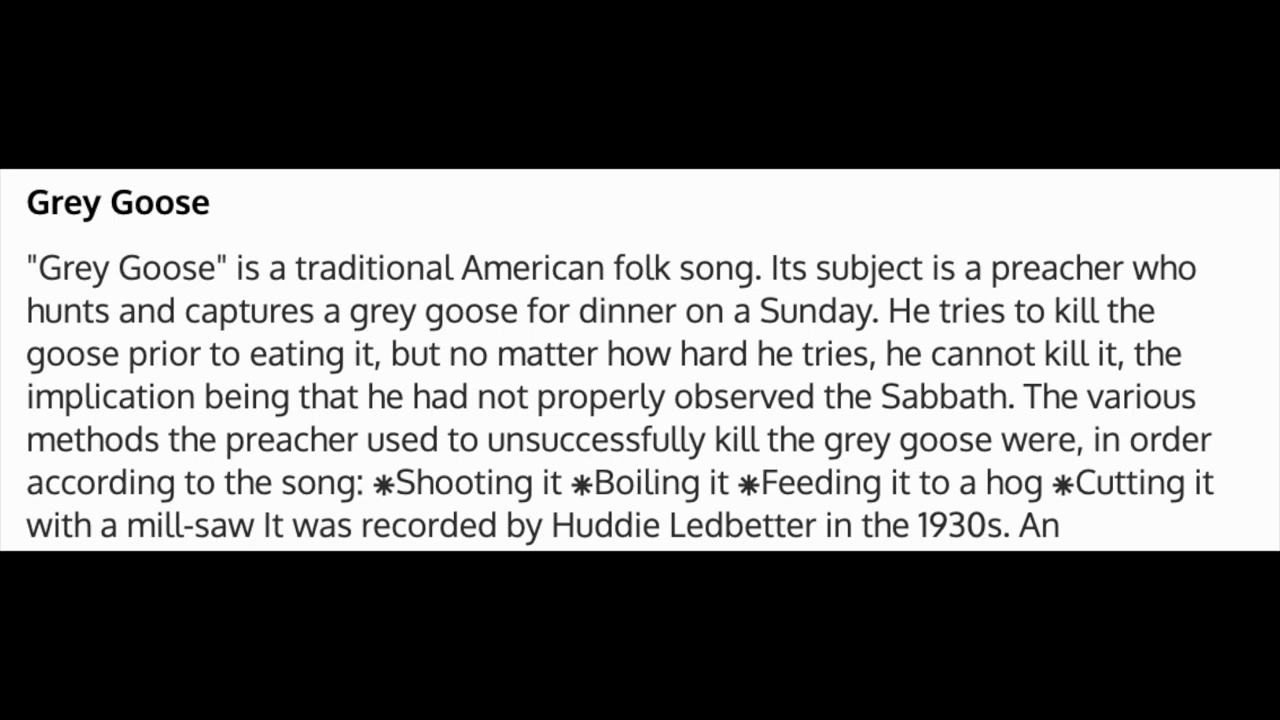 Grey Goose
"Grey Goose" is a traditional American folk song. Its subject is a preacher who
hunts and captures a grey goose for dinner on a Sunday. He tries to kill the
goose prior to eating it, but no matter how hard he tries, he cannot kill it, the
implication being that he had not properly observed the Sabbath. The various
methods the preacher used to unsuccessfully kill the grey goose were, in order
according to the song: ⁕Shooting it ⁕Boiling it ⁕Feeding it to a hog ⁕Cutting it
with a mill-saw It was recorded by Huddie Ledbetter in the 1930s. An